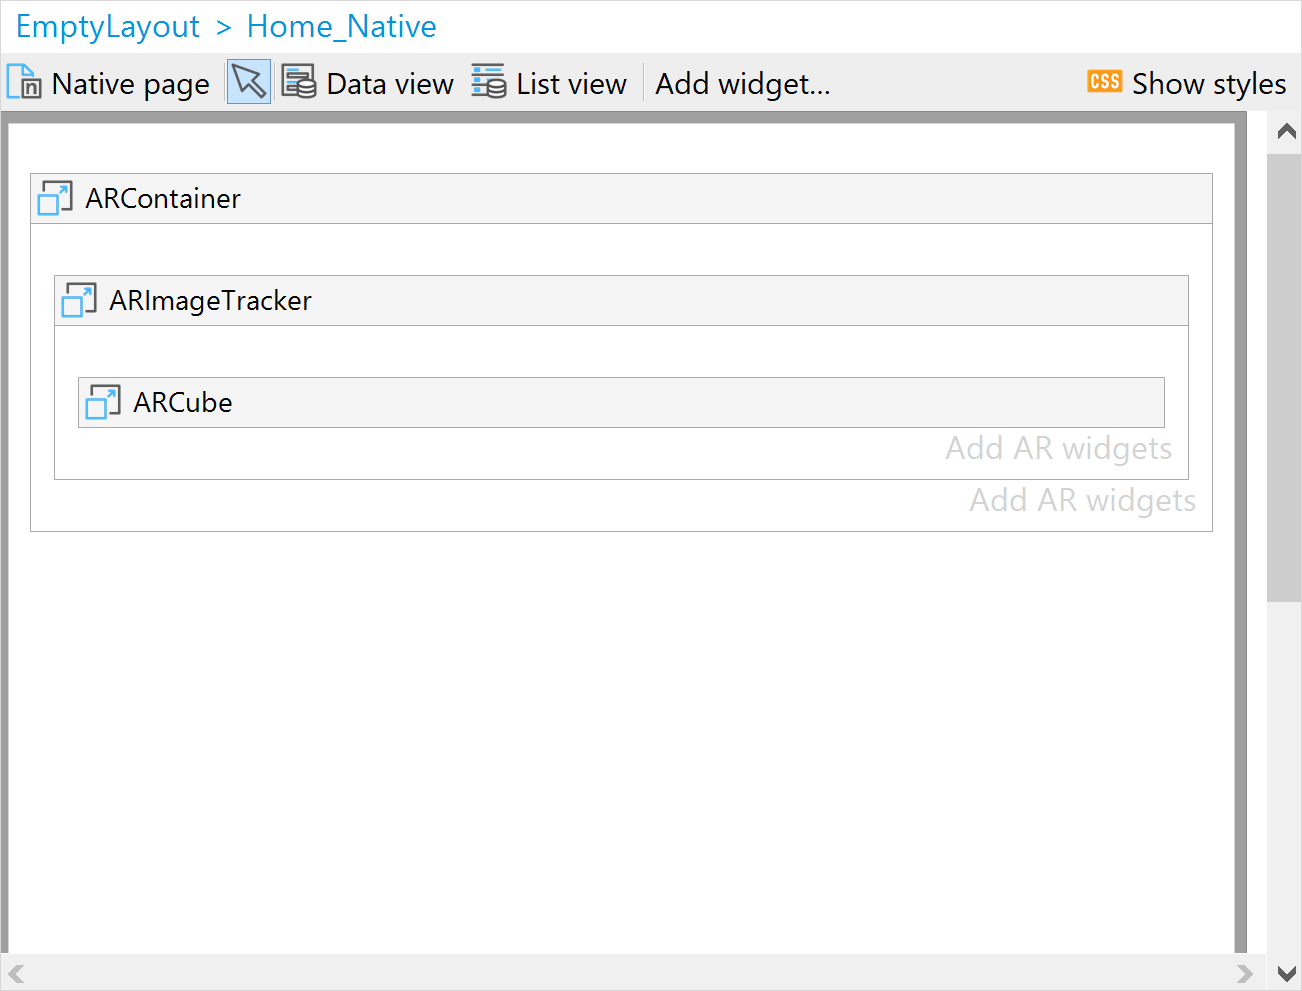 EmptyLayout > Home_Native
Native page Data view List view Add widget... CSS Show styles
ARContainer
ARImageTracker
ARCube
Add AR widgets
Add AR widgets